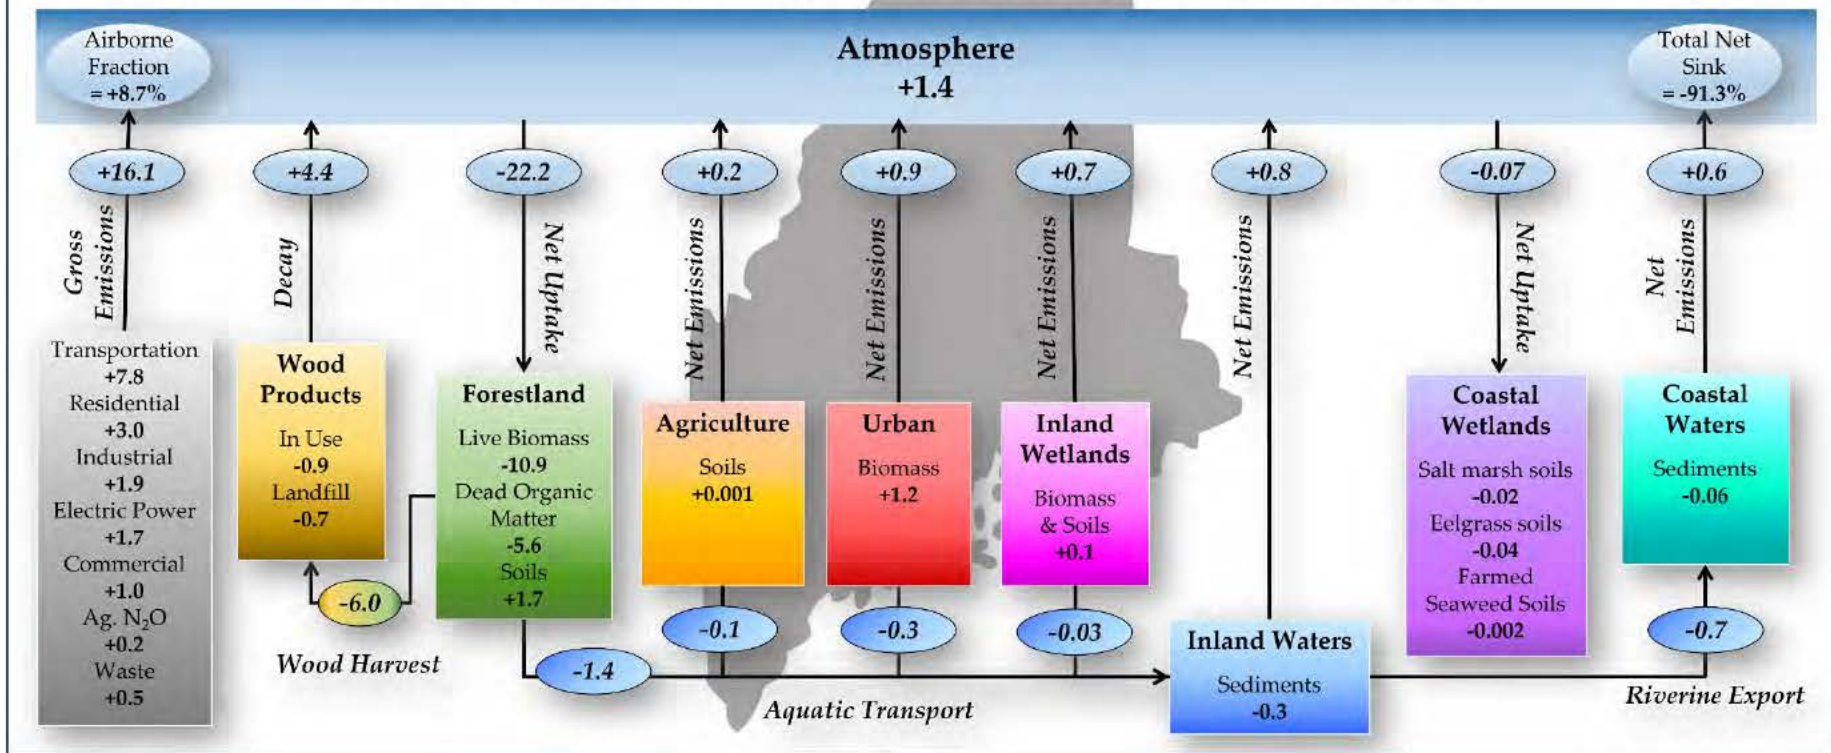 Airborne
Fraction
= +8.7%
Atmosphere
+1.4
Total Net
Sink
= -91.3%
+16.1
+4.4
-22.2
+0.2
+0.9
+0.7
+0.8
-0.07
+0.6
Gross
Emissions
Decay
Net Uptake
Net Emissions
Net Emissions
Net Emissions
Net Emissions
Net Uptake
Net
Emissions
Transportation
+7.8
Residential
+3.0
Industrial
+1.9
Electric Power
+1.7
Commercial
+1.0
Ag. N₂O
+0.2
Waste
+0.5
Wood
Products
In Use
-0.9
Landfill
-0.7
Forestland
Live Biomass
-10.9
Dead Organic
Matter
-5.6
Soils
+1.7
Agriculture
Soils
+0.001
Urban
Biomass
+1.2
Inland
Wetlands
Biomass
& Soils
+0.1
Coastal
Wetlands
Salt marsh soils
-0.02
Eelgrass soils
-0.04
Farmed
Seaweed Soils
-0.002
Coastal
Waters
Sediments
-0.06
-6.0
Wood Harvest
-1.4
-0.1
-0.3
-0.03
Aquatic Transport
Inland Waters
Sediments
-0.3
-0.7
Riverine Export